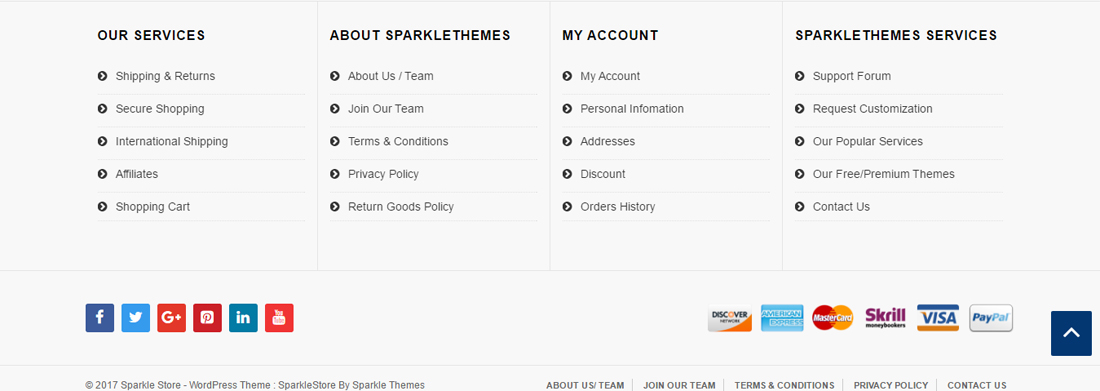 OUR SERVICES
Shipping & Returns
Secure Shopping
International Shipping
Affiliates
Shopping Cart
ABOUT SPARKLETHEMES
About Us / Team
Join Our Team
Terms & Conditions
Privacy Policy
Return Goods Policy
MY ACCOUNT
My Account
Personal Infomation
Addresses
Discount
Orders History
SPARKLETHEMES SERVICES
Support Forum
Request Customization
Our Popular Services
Our Free/Premium Themes
Contact Us
f
G+
in
You
Tube
DISCOVER
NETWORK
AMERICAN
EXPRESS
MasterCard
Skrill
moneybookers
VISA
PayPal
© 2017 Sparkle Store - WordPress Theme : SparkleStore By Sparkle Themes
ABOUT US/ TEAM
JOIN OUR TEAM
TERMS & CONDITIONS
PRIVACY POLICY
CONTACT US